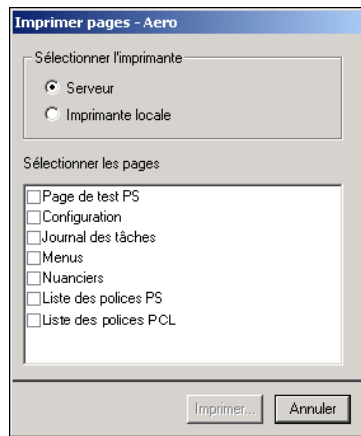 Imprimer pages - Aero
Sélectionner l'imprimante
Serveur
Imprimante locale
Sélectionner les pages
Page de test PS
Configuration
Journal des tâches
Menus
Nuanciers
Liste des polices PS
Liste des polices PCL
Imprimer... Annuler